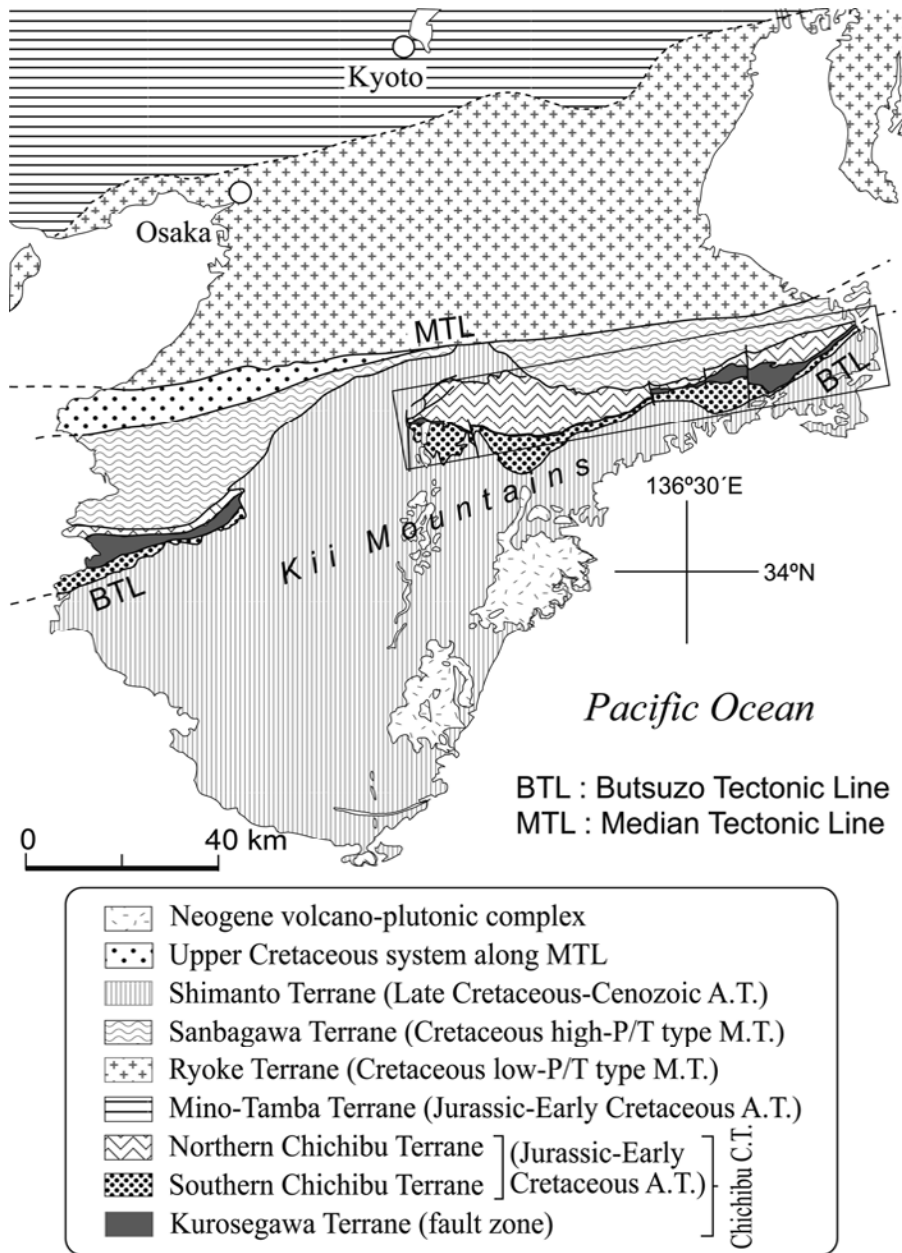 Kyoto
Osaka
MTL
BTL
136º30´E
Kii Mountains
34ºN
BTL
Pacific Ocean
BTL : Butsuzo Tectonic Line
MTL : Median Tectonic Line
0 40 km
Neogene volcano-plutonic complex
Upper Cretaceous system along MTL
Shimanto Terrane (Late Cretaceous-Cenozoic A.T.)
Sanbagawa Terrane (Cretaceous high-P/T type M.T.)
Ryoke Terrane (Cretaceous low-P/T type M.T.)
Mino-Tamba Terrane (Jurassic-Early Cretaceous A.T.)
Northern Chichibu Terrane
Southern Chichibu Terrane
(Jurassic-Early
Cretaceous A.T.)
Kurosegawa Terrane (fault zone)
Chichibu C.T.